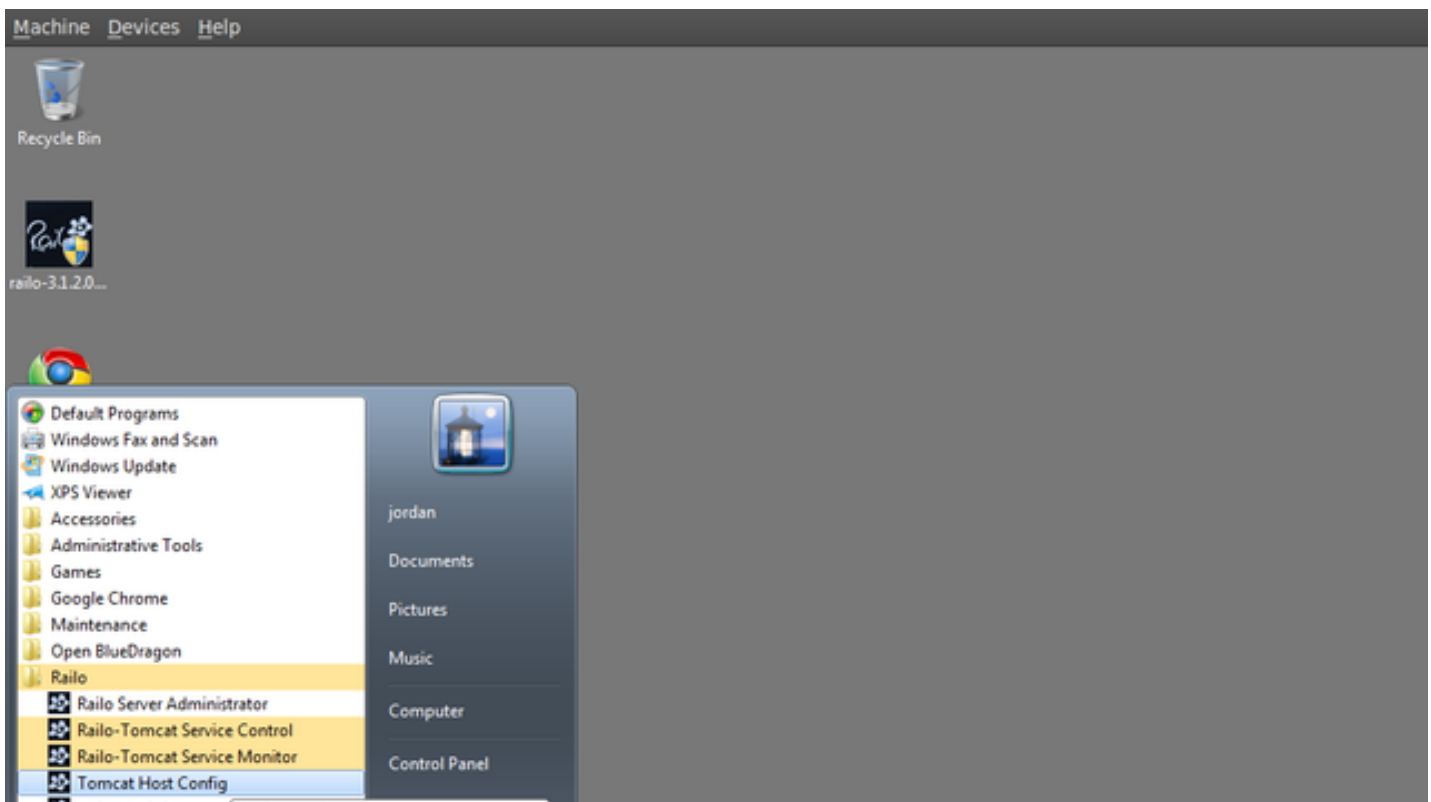 Machine Devices Help
Recycle Bin
railo-3.1.2.0...
Default Programs
Windows Fax and Scan
Windows Update
XPS Viewer
Accessories
Administrative Tools
Games
Google Chrome
Maintenance
Open BlueDragon
Railo
Railo Server Administrator
Railo-Tomcat Service Control
Railo-Tomcat Service Monitor
Tomcat Host Config
jordan
Documents
Pictures
Music
Computer
Control Panel